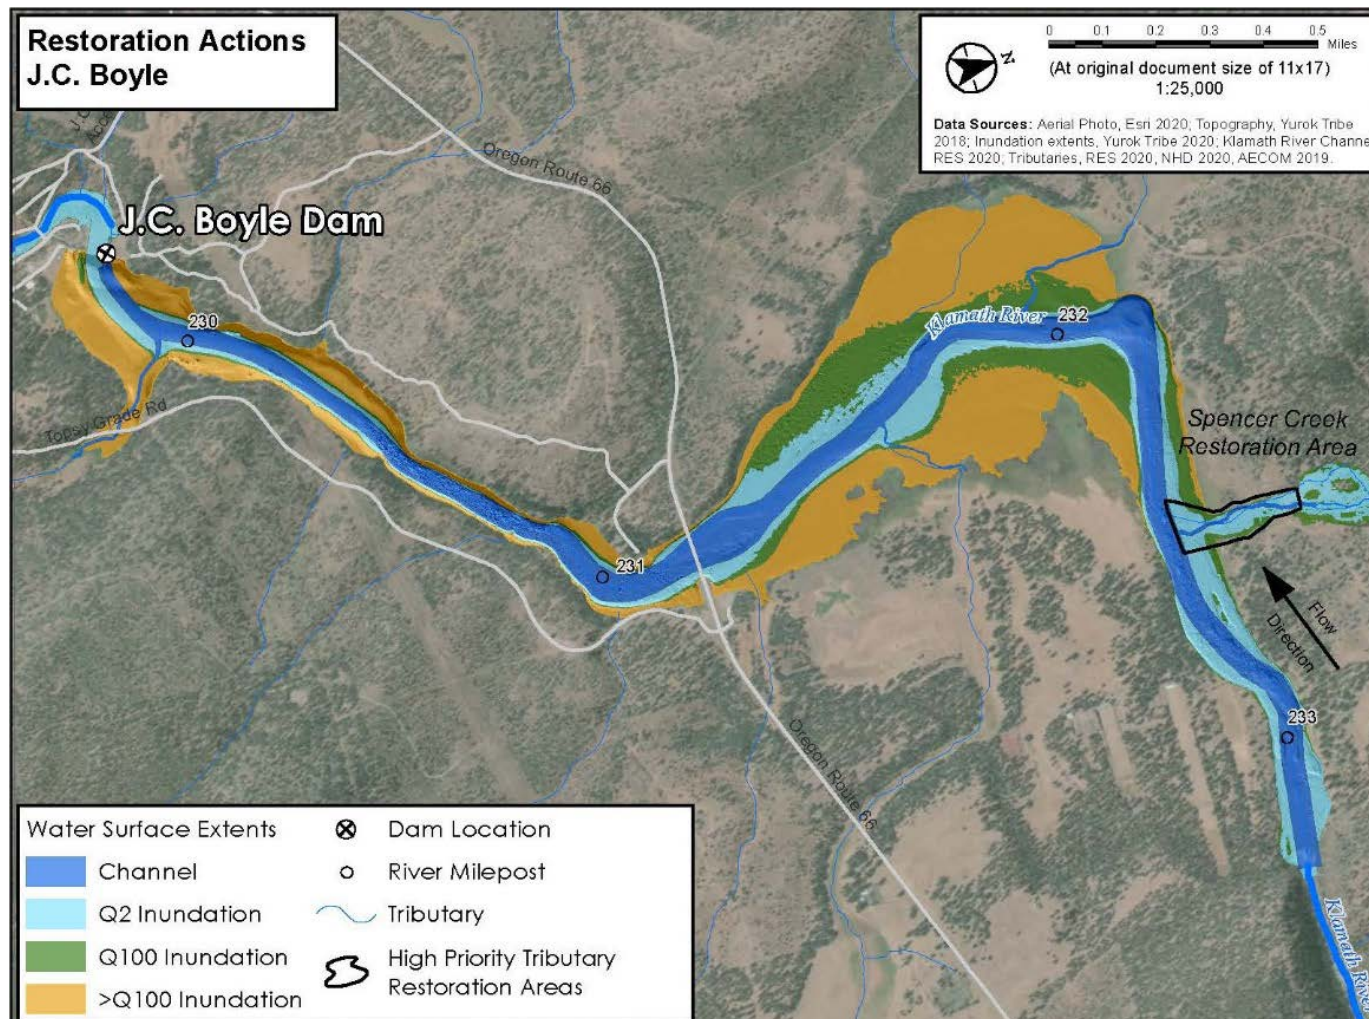 Restoration Actions
J.C. Boyle
0 0.1 0.2 0.3 0.4 0.5
Miles
(At original document size of 11x17)
1:25,000
N
Data Sources: Aerial Photo, Esri 2020; Topography, Yurok Tribe
2018; Inundation extents, Yurok Tribe 2020; Klamath River Channe
RES 2020; Tributaries, RES 2020, NHD 2020, AECOM 2019.
J.C.
Oregon Route 66
J.C. Boyle Dam
230
Klamath River
232
Topsy Grade Rd
Spencer Creek
Restoration Area
231
Flow
Direction
233
Oregon Route 66
Klamath River
Water Surface Extents
Channel
Q2 Inundation
Q100 Inundation
>Q100 Inundation
Dam Location
River Milepost
Tributary
High Priority Tributary
Restoration Areas